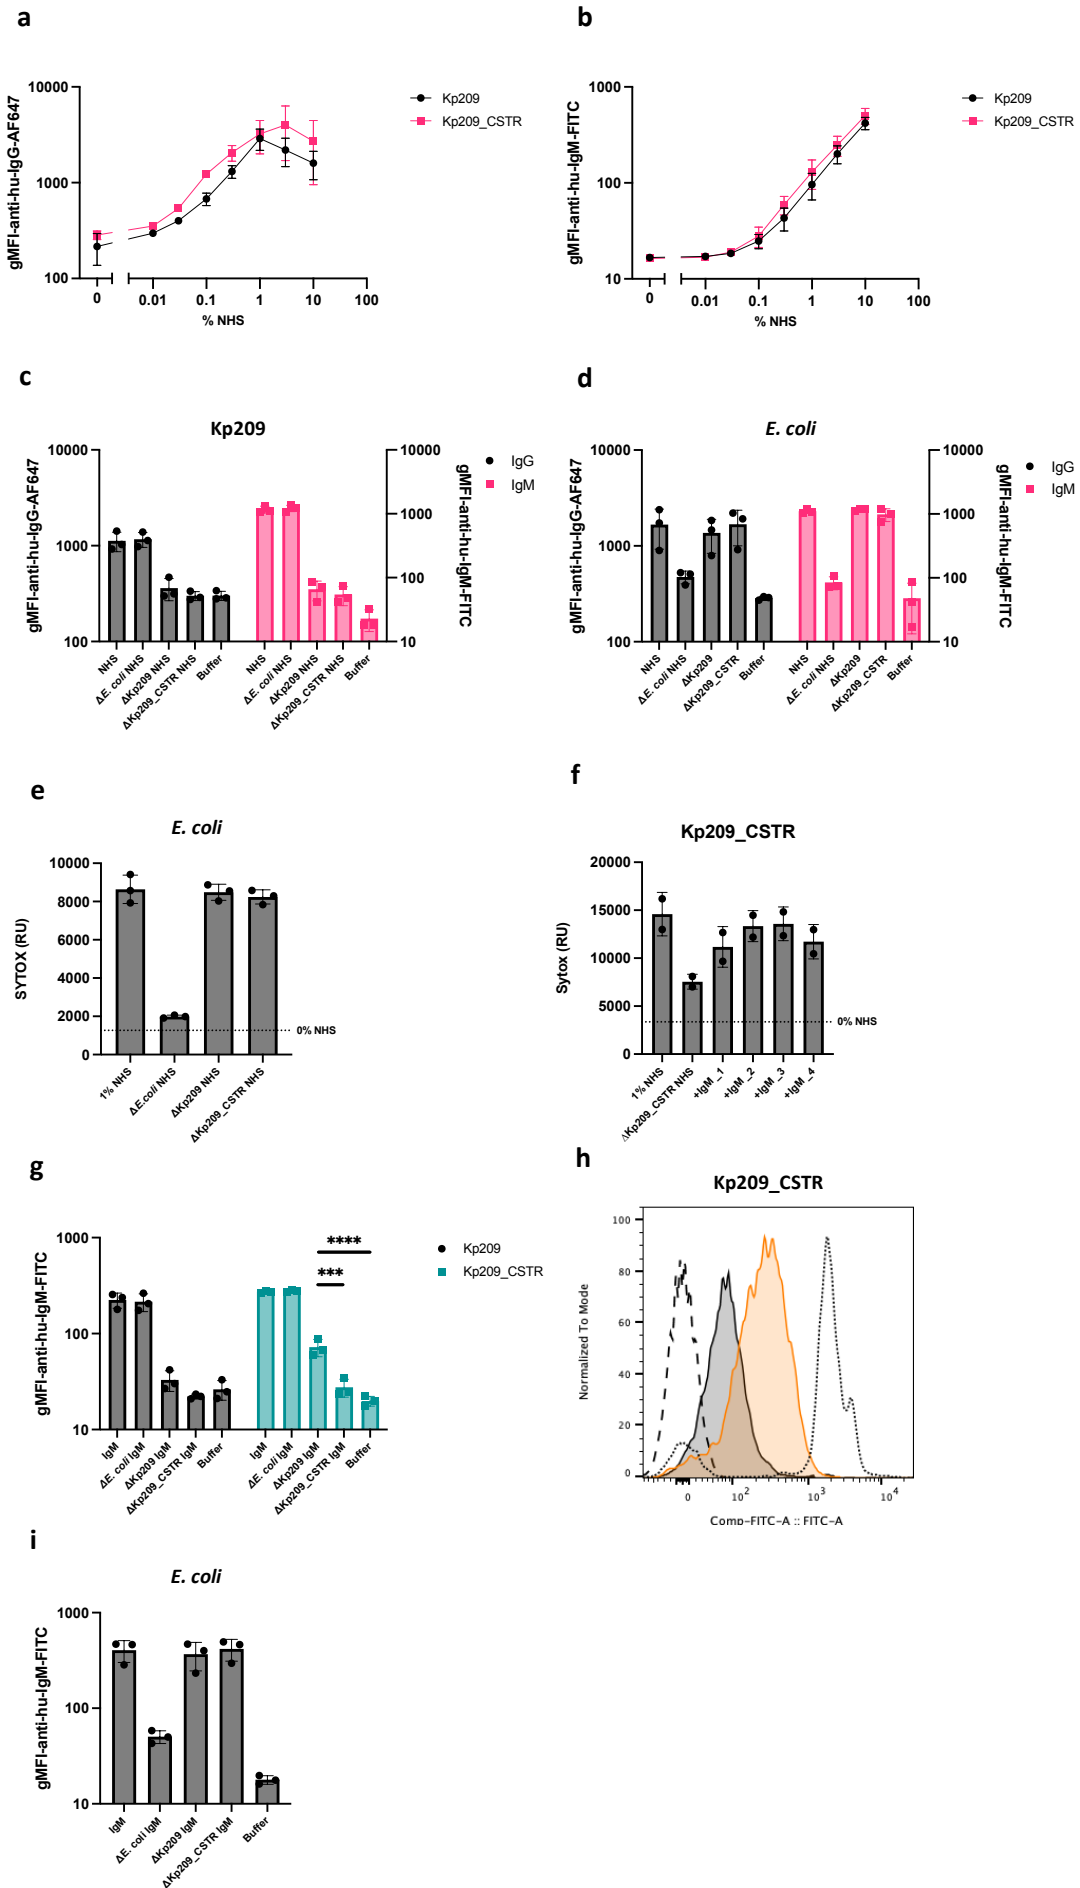 a
gMFI-anti-hu-IgG-AF647
10000
1000
100
0
0.01
0.1
1
10
100
% NHS
Kp209
Kp209_CSTR
b
gMFI-anti-hu-IgM-FITC
1000
100
10
0
0.01
0.1
1
10
100
% NHS
Kp209
Kp209_CSTR
c
Kp209
gMFI-anti-hu-IgG-AF647
10000
1000
100
10000
1000
100
10
gMFI-anti-hu-IgM-FITC
IgG
IgM
NHS
ΔE. coli NHS
ΔKp209 NHS
ΔKp209_CSTR NHS
Buffer
NHS
ΔE. coli NHS
ΔKp209 NHS
ΔKp209_CSTR NHS
Buffer
d
E. coli
gMFI-anti-hu-IgG-AF647
10000
1000
100
10000
1000
100
10
gMFI-anti-hu-IgM-FITC
IgG
IgM
NHS
ΔE. coli NHS
ΔKp209
ΔKp209_CSTR
Buffer
NHS
ΔE. coli NHS
ΔKp209
ΔKp209_CSTR
Buffer
e
E. coli
SYTOX (RU)
10000
8000
6000
4000
2000
0
0% NHS
1% NHS
ΔE.coli NHS
ΔKp209 NHS
ΔKp209_CSTR NHS
f
Kp209_CSTR
Sytox (RU)
20000
15000
10000
5000
0
0% NHS
1% NHS
ΔKp209_CSTR NHS
+IgM_1
+IgM_2
+IgM_3
+IgM_4
g
gMFI-anti-hu-IgM-FITC
1000
100
10
****
***
Kp209
Kp209_CSTR
IgM
ΔE. coli IgM
ΔKp209 IgM
ΔKp209_CSTR IgM
Buffer
IgM
ΔE. coli IgM
ΔKp209 IgM
ΔKp209_CSTR IgM
Buffer
h
Kp209_CSTR
Normalized To Mode
100
80
60
40
20
0
0
10²
10³
10⁴
Comp-FITC-A :: FITC-A
i
E. coli
gMFI-anti-hu-IgM-FITC
1000
100
10
IgM
ΔE. coli IgM
ΔKp209 IgM
ΔKp209_CSTR IgM
Buffer